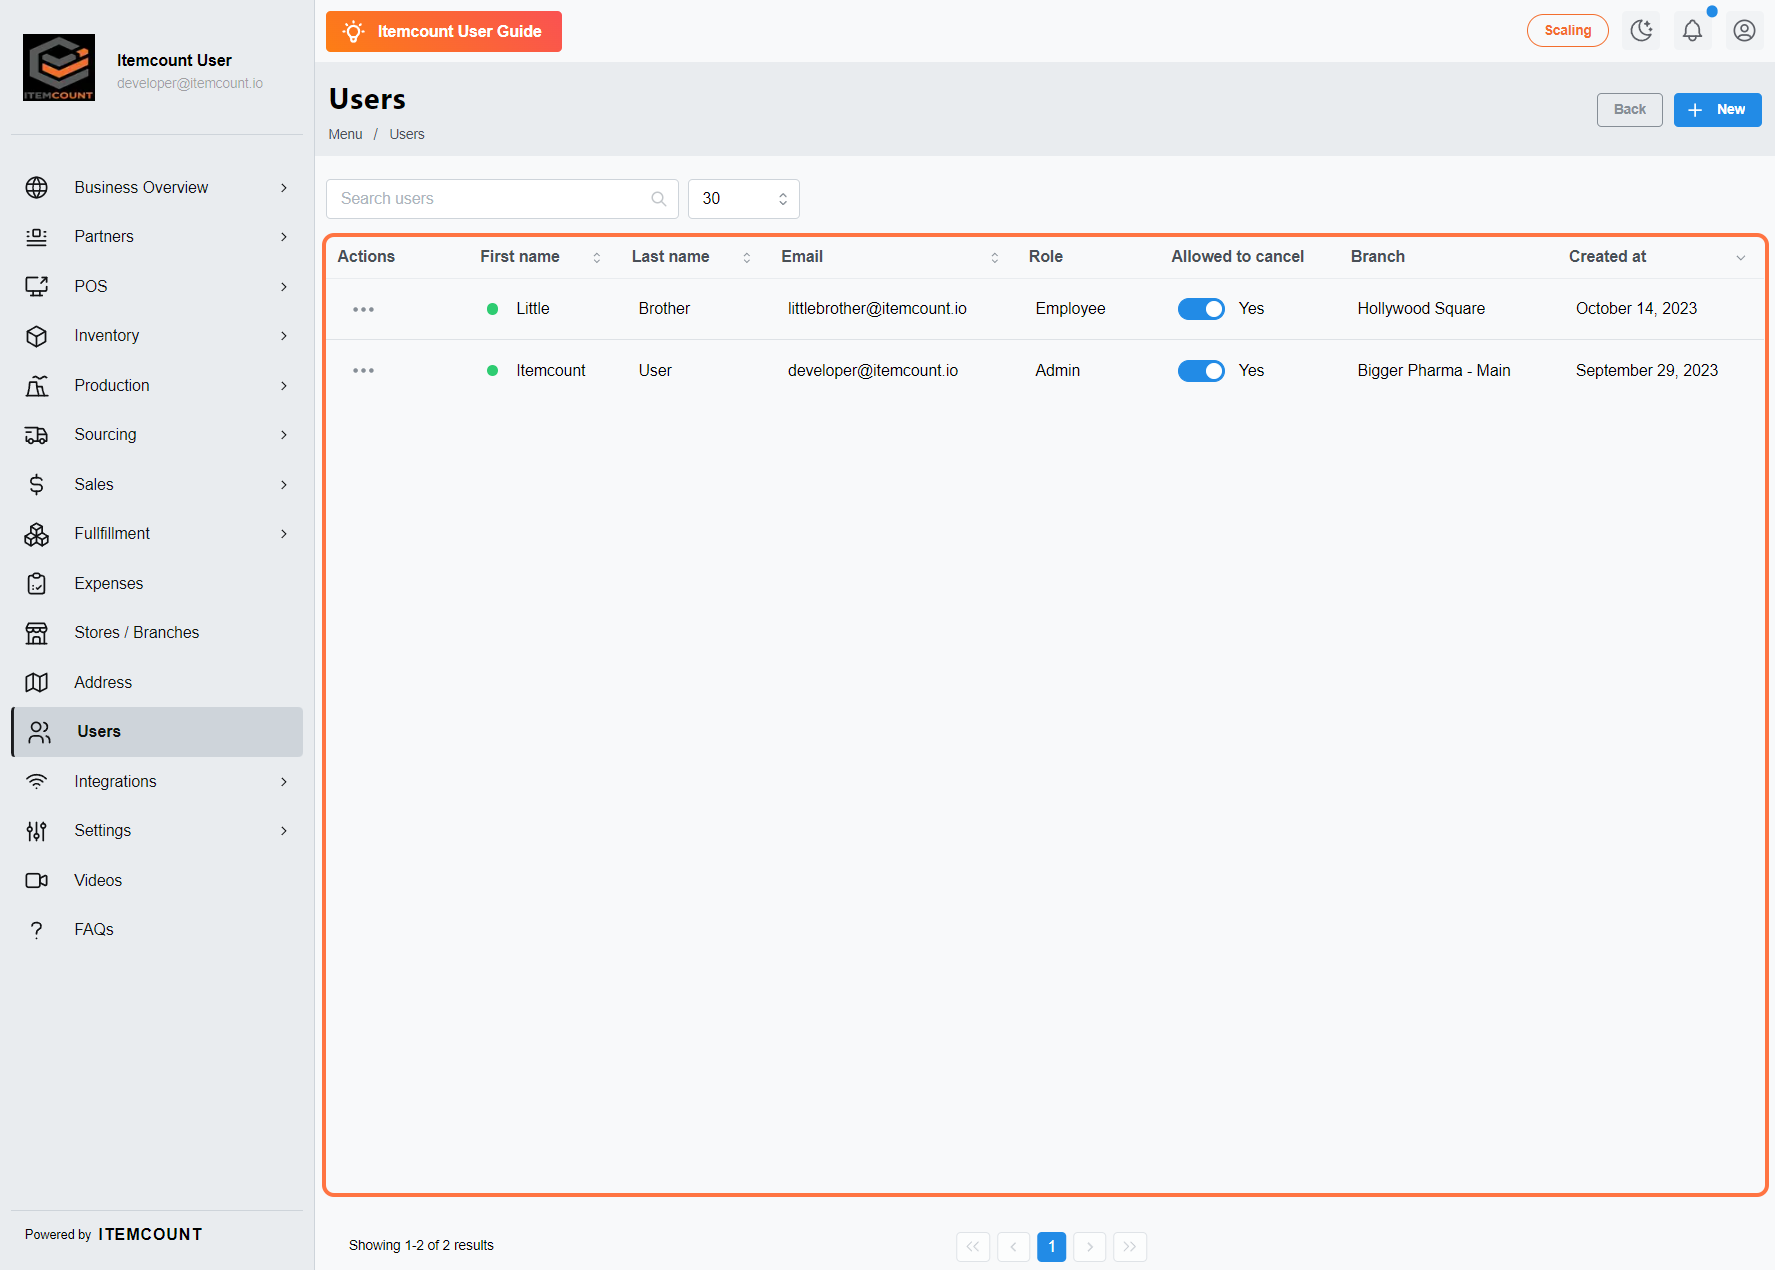 ITEMCOUNT
Itemcount User
developer@itemcount.io
Business Overview
Partners
POS
Inventory
Production
Sourcing
Sales
Fullfillment
Expenses
Stores / Branches
Address
Users
Integrations
Settings
Videos
FAQs
Powered by ITEMCOUNT
Itemcount User Guide
Scaling
Users
Menu / Users
Back
+ New
Search users
30
Actions First name Last name Email Role Allowed to cancel Branch Created at
Little Brother littlebrother@itemcount.io Employee Yes Hollywood Square October 14, 2023
Itemcount User developer@itemcount.io Admin Yes Bigger Pharma - Main September 29, 2023
Showing 1-2 of 2 results
1